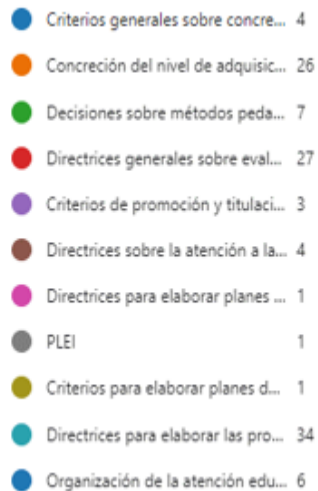 Criterios generales sobre concre... 4
Concreción del nivel de adquisic... 26
Decisiones sobre métodos peda... 7
Directrices generales sobre eval... 27
Criterios de promoción y titulaci... 3
Directrices sobre la atención a la... 4
Directrices para elaborar planes ... 1
PLEI 1
Criterios para elaborar planes d... 1
Directrices para elaborar las pro... 34
Organización de la atención edu... 6